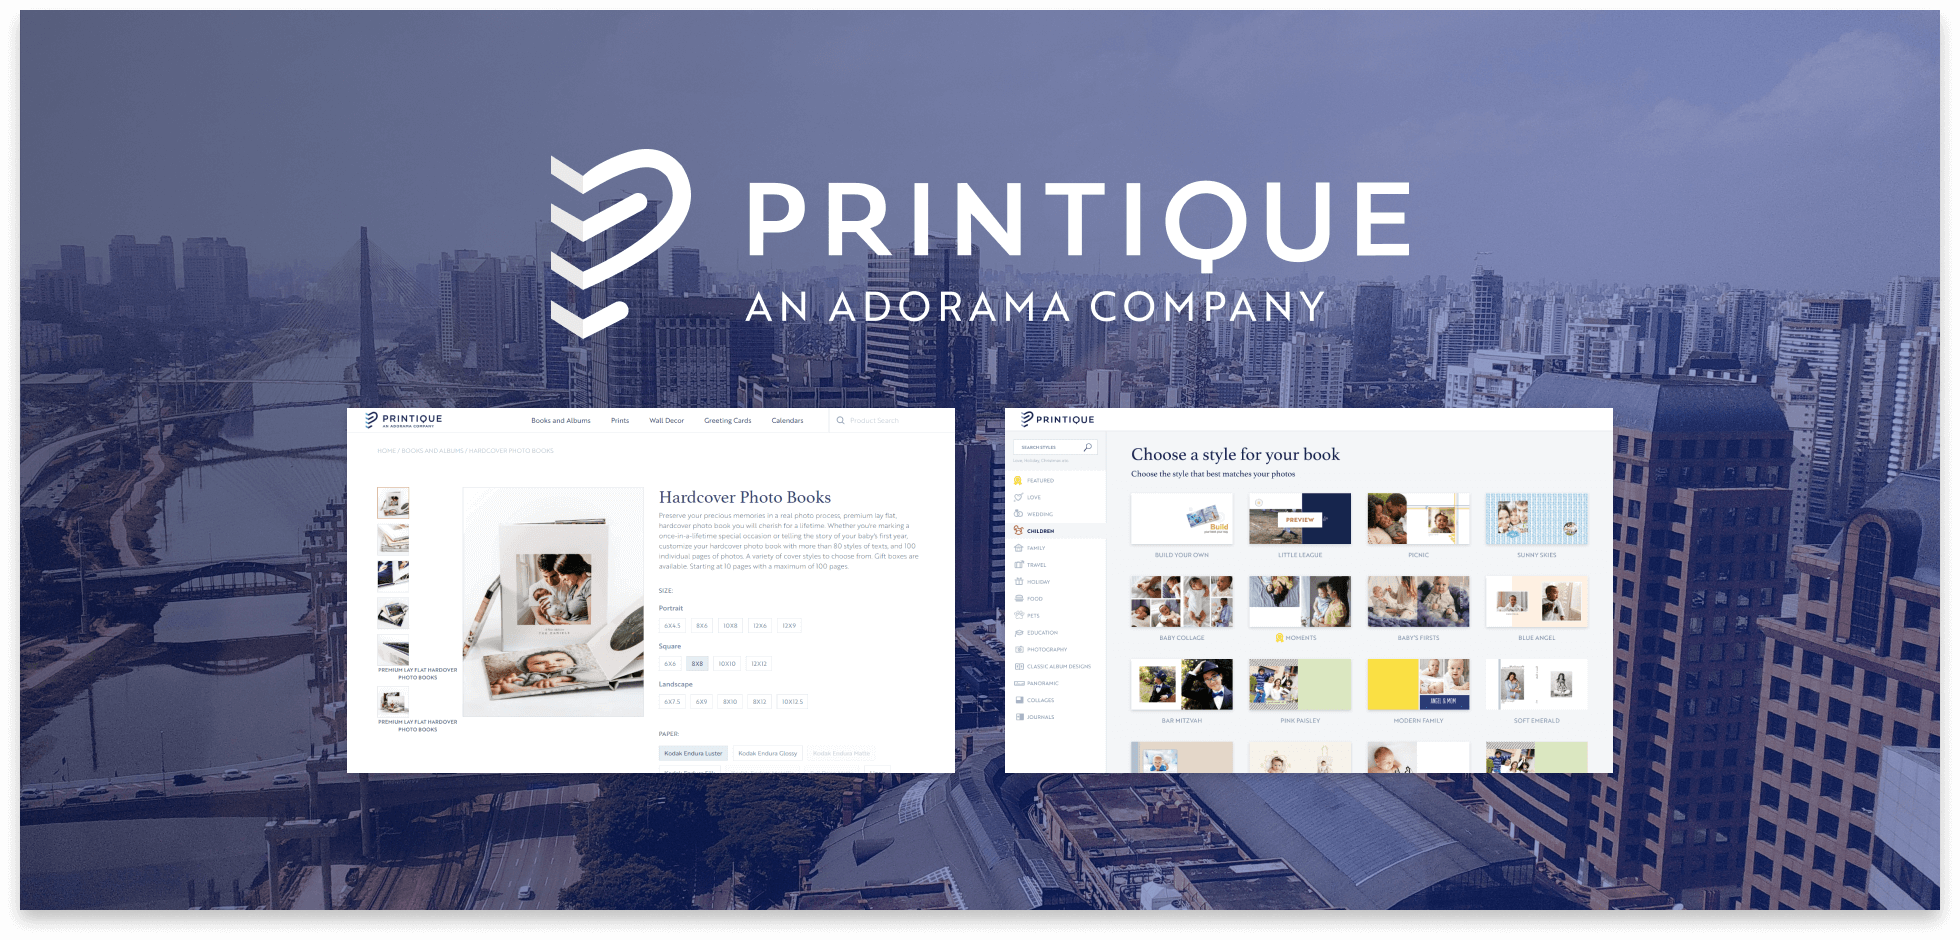 PRINTIQUE
AN ADORAMA COMPANY
PRINTIQUE
AN ADORAMA COMPANY
Books and Albums
Prints
Wall Decor
Greeting Cards
Calendars
Product Search
HOME / BOOKS AND ALBUMS / HARDCOVER PHOTO BOOKS
PREMIUM LAY FLAT HARDOVER
PHOTO BOOKS
PREMIUM LAY FLAT HARDOVER
PHOTO BOOKS
Hardcover Photo Books
Preserve your precious memories in a real photo process, premium lay flat,
hardcover photo book you will cherish for a lifetime. Whether you're marking a
once-in-a-lifetime special occasion or telling the story of your baby's first year,
customize your hardcover photo book with more than 80 styles of texts, and 100
individual pages of photos. A variety of cover styles to choose from. Gift boxes are
available. Starting at 10 pages with a maximum of 100 pages.
SIZE:
Portrait
6X4.5 8X6 10X8 12X6 12X9
Square
6X6 8X8 10X10 12X12
Landscape
6X7.5 6X9 8X10 8X12 10X12.5
PAPER:
Kodak Endura Luster Kodak Endura Glossy Kodak Endura Matte
PRINTIQUE
SEARCH STYLES
FEATURED
LOVE
WEDDING
CHILDREN
FAMILY
TRAVEL
HOLIDAY
FOOD
PETS
EDUCATION
PHOTOGRAPHY
CLASSIC ALBUM DESIGNS
PANORAMIC
COLLAGES
JOURNALS
Choose a style for your book
Choose the style that best matches your photos
Build
PREVIEW
BUILD YOUR OWN
LITTLE LEAGUE
PICNIC
SUNNY SKIES
BABY COLLAGE
MOMENTS
BABY'S FIRSTS
BLUE ANGEL
ANGEL & MOM
BAR MITZVAH
PINK PAISLEY
MODERN FAMILY
SOFT EMERALD